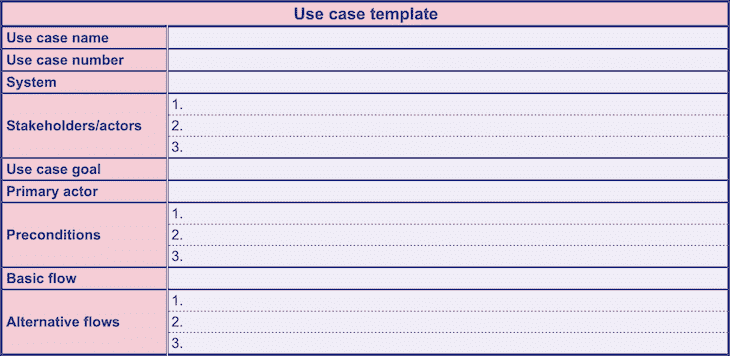 Use case template
Use case name
Use case number
System
Stakeholders/actors
1.
2.
3.
Use case goal
Primary actor
Preconditions
1.
2.
3.
Basic flow
Alternative flows
1.
2.
3.